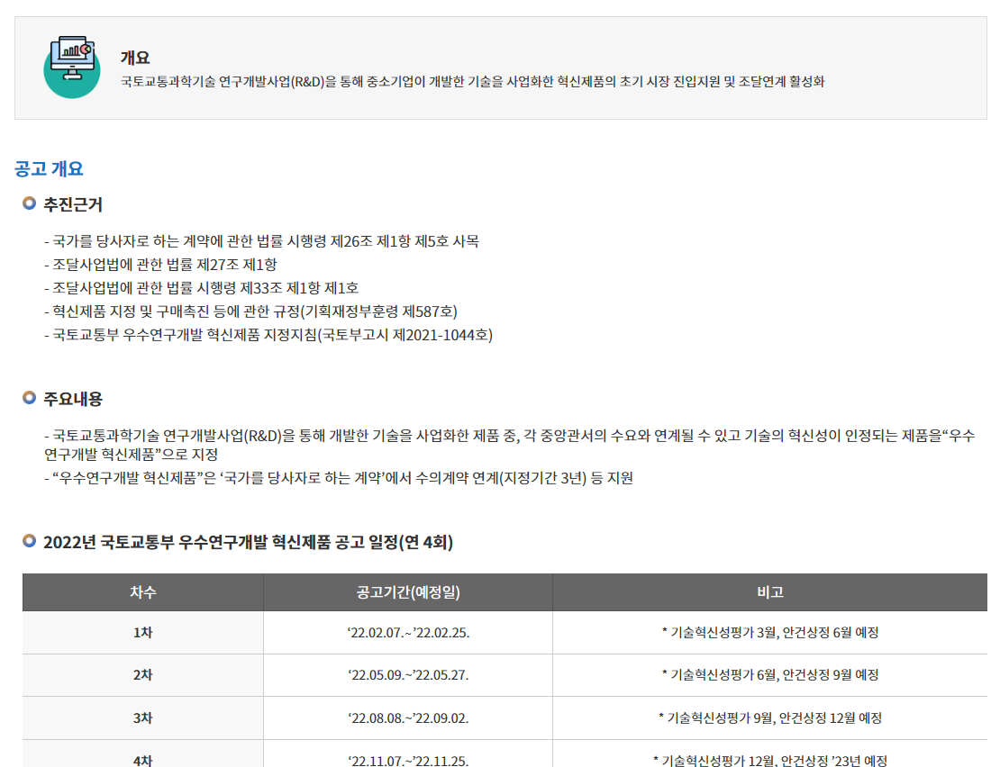 개요
국토교통과학기술 연구개발사업(R&D)을 통해 중소기업이 개발한 기술을 사업화한 혁신제품의 초기 시장 진입지원 및 조달연계 활성화
공고 개요
추진근거
- 국가를 당사자로 하는 계약에 관한 법률 시행령 제26조 제1항 제5호 사목
- 조달사업법에 관한 법률 제27조 제1항
- 조달사업법에 관한 법률 시행령 제33조 제1항 제1호
- 혁신제품 지정 및 구매촉진 등에 관한 규정(기획재정부훈령 제587호)
- 국토교통부 우수연구개발 혁신제품 지정지침(국토부고시 제2021-1044호)
주요내용
- 국토교통과학기술 연구개발사업(R&D)을 통해 개발한 기술을 사업화한 제품 중, 각 중앙관서의 수요와 연계될 수 있고 기술의 혁신성이 인정되는 제품을“우수
연구개발 혁신제품”으로 지정
- “우수연구개발 혁신제품”은 ‘국가를 당사자로 하는 계약’에서 수의계약 연계(지정기간 3년) 등 지원
2022년 국토교통부 우수연구개발 혁신제품 공고 일정(연 4회)
차수 공고기간(예정일) 비고
1차 ‘22.02.07.~’22.02.25. * 기술혁신성평가 3월, 안건상정 6월 예정
2차 ‘22.05.09.~’22.05.27. * 기술혁신성평가 6월, 안건상정 9월 예정
3차 ‘22.08.08.~’22.09.02. * 기술혁신성평가 9월, 안건상정 12월 예정
4차 ‘22.11.07.~’22.11.25. * 기술혁신성평가 12월, 안건상정 ’23년 예정